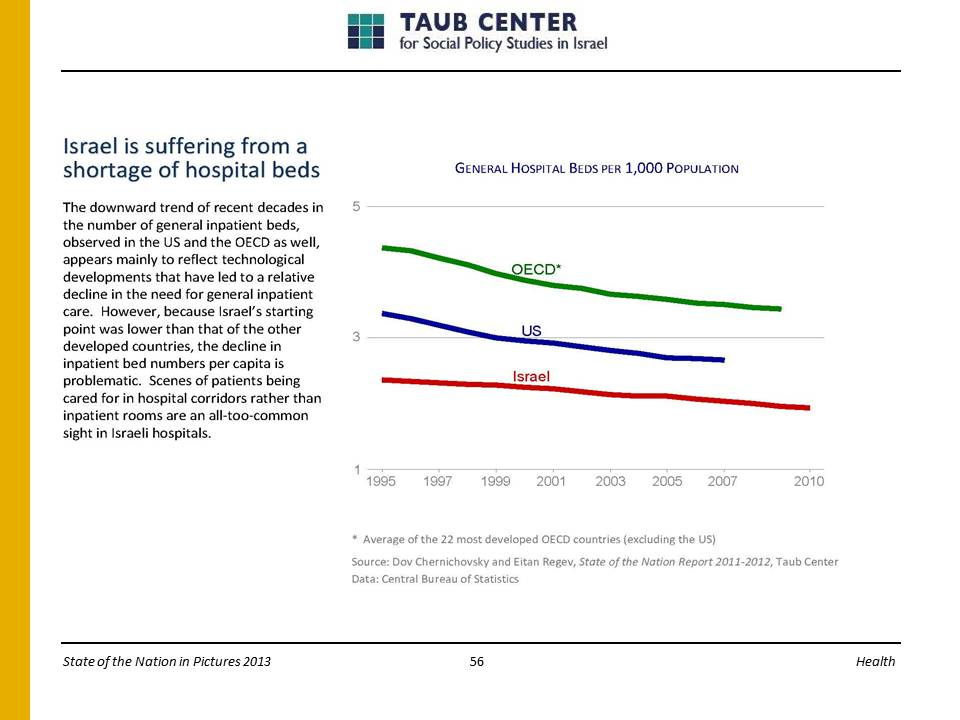 TAUB CENTER
for Social Policy Studies in Israel
Israel is suffering from a
shortage of hospital beds
The downward trend of recent decades in
the number of general inpatient beds,
observed in the US and the OECD as well,
appears mainly to reflect technological
developments that have led to a relative
decline in the need for general inpatient
care.  However, because Israel's starting
point was lower than that of the other
developed countries, the decline in
inpatient bed numbers per capita is
problematic.  Scenes of patients being
cared for in hospital corridors rather than
inpatient rooms are an all-too-common
sight in Israeli hospitals.
GENERAL HOSPITAL BEDS PER 1,000 POPULATION
5
OECD*
US
3
Israel
1
1995 1997 1999 2001 2003 2005 2007 2010
* Average of the 22 most developed OECD countries (excluding the US)
Source: Dov Chernichovsky and Eitan Regev, State of the Nation Report 2011-2012, Taub Center
Data: Central Bureau of Statistics
State of the Nation in Pictures 2013 56 Health